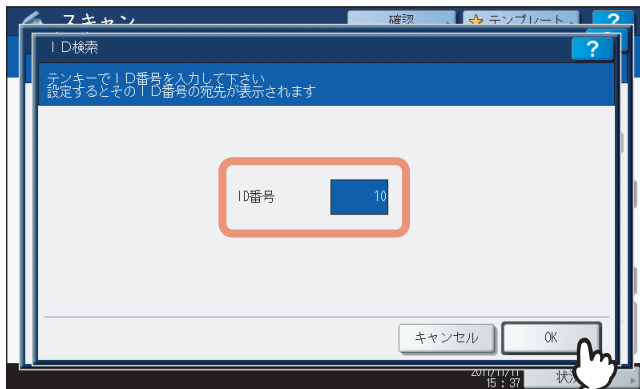 スキャン
確認
テンプレート
?
ID検索
?
テンキーでID番号を入力して下さい
設定するとそのID番号の宛先が表示されます
ID番号
10
キャンセル
OK
2011/11/11
15:37